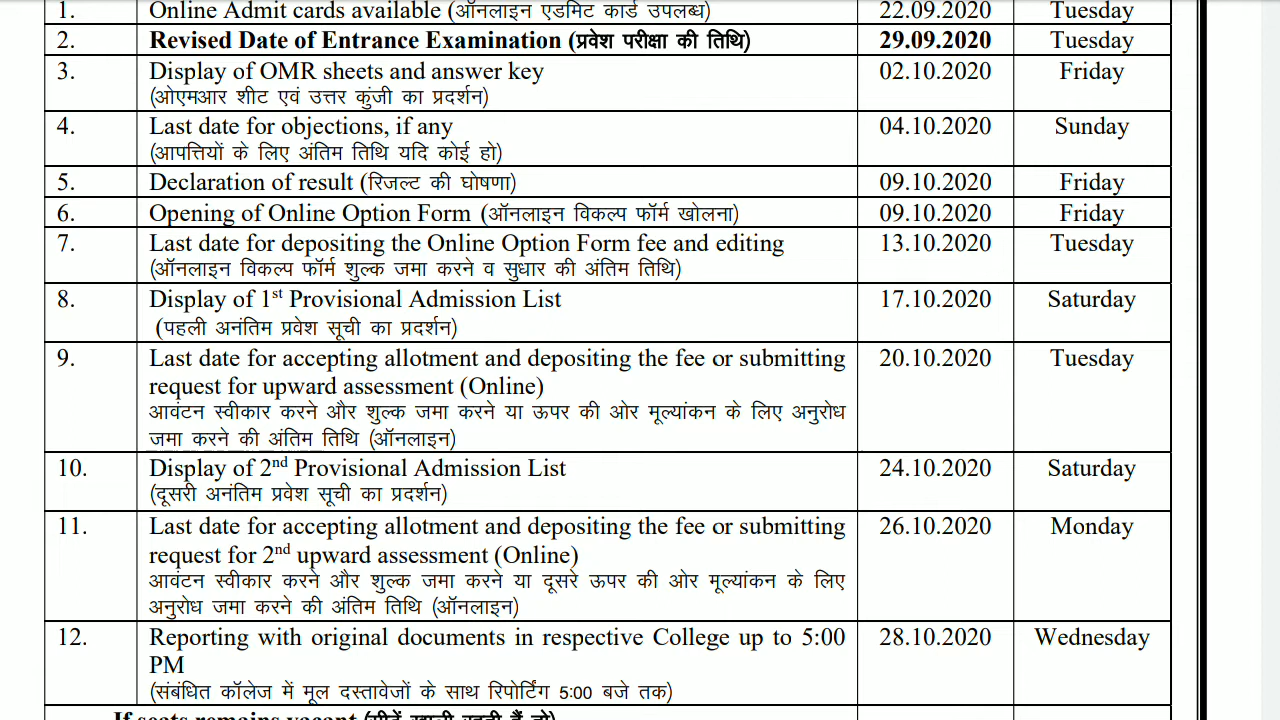 1. Online Admit cards available (ऑनलाइन एडमिट कार्ड उपलब्ध) 22.09.2020 Tuesday
2. Revised Date of Entrance Examination (प्रवेश परीक्षा की तिथि) 29.09.2020 Tuesday
3. Display of OMR sheets and answer key 02.10.2020 Friday
(ओएमआर शीट एवं उत्तर कुंजी का प्रदर्शन)
4. Last date for objections, if any 04.10.2020 Sunday
(आपत्तियों के लिए अंतिम तिथि यदि कोई हो)
5. Declaration of result (रिजल्ट की घोषणा) 09.10.2020 Friday
6. Opening of Online Option Form (ऑनलाइन विकल्प फॉर्म खोलना) 09.10.2020 Friday
7. Last date for depositing the Online Option Form fee and editing 13.10.2020 Tuesday
(ऑनलाइन विकल्प फॉर्म शुल्क जमा करने व सुधार की अंतिम तिथि)
8. Display of 1st Provisional Admission List 17.10.2020 Saturday
(पहली अनंतिम प्रवेश सूची का प्रदर्शन)
9. Last date for accepting allotment and depositing the fee or submitting 20.10.2020 Tuesday
request for upward assessment (Online)
आवंटन स्वीकार करने और शुल्क जमा करने या ऊपर की ओर मूल्यांकन के लिए अनुरोध
जमा करने की अंतिम तिथि (ऑनलाइन)
10. Display of 2nd Provisional Admission List 24.10.2020 Saturday
(दूसरी अनंतिम प्रवेश सूची का प्रदर्शन)
11. Last date for accepting allotment and depositing the fee or submitting 26.10.2020 Monday
request for 2nd upward assessment (Online)
आवंटन स्वीकार करने और शुल्क जमा करने या दूसरे ऊपर की ओर मूल्यांकन के लिए
अनुरोध जमा करने की अंतिम तिथि (ऑनलाइन)
12. Reporting with original documents in respective College up to 5:00 28.10.2020 Wednesday
PM
(संबंधित कॉलेज में मूल दस्तावेजों के साथ रिपोर्टिंग 5:00 बजे तक)
If seats remains vacant (सीटें खाली रहती हैं तो)